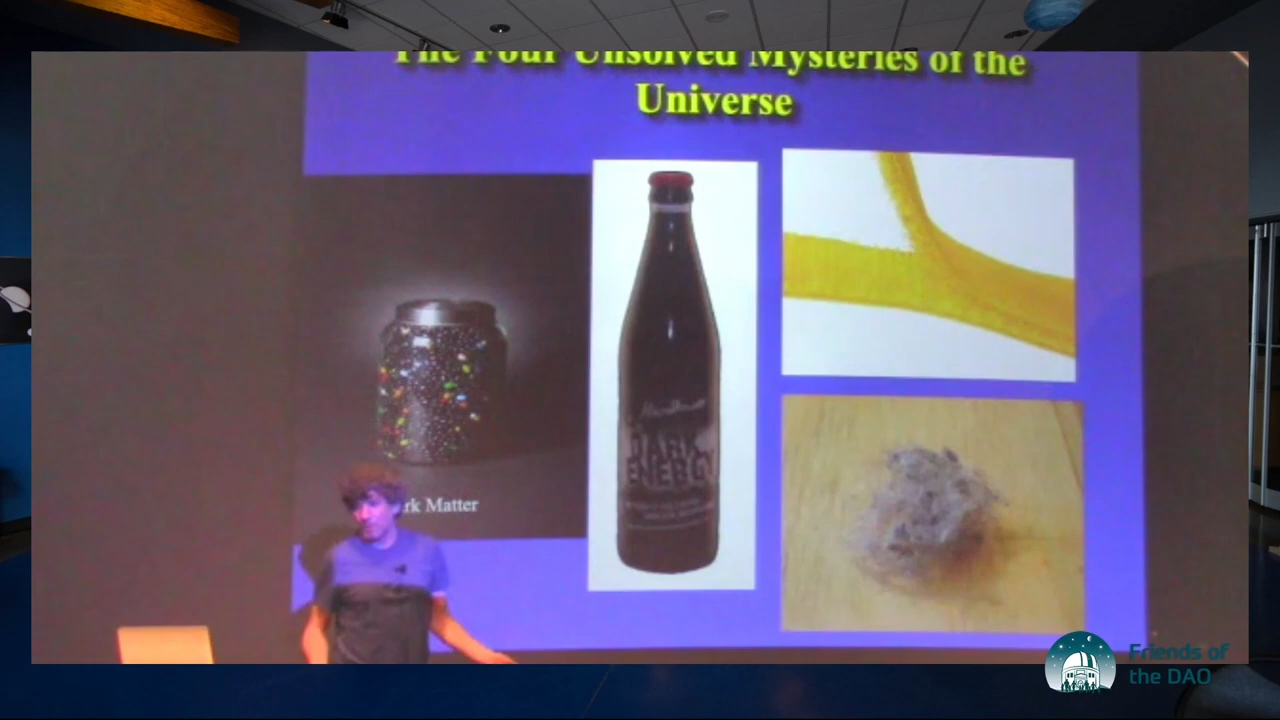 The Four Unsolved Mysteries of the
Universe
DARK
ENERGY
rk Matter
Friends of
the DAO